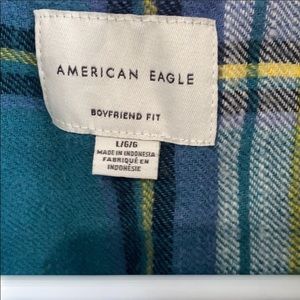 AMERICAN EAGLE
BOYFRIEND FIT
L/G/G
MADE IN INDONESIA
FABRIQUÉ EN
INDONÉSIE